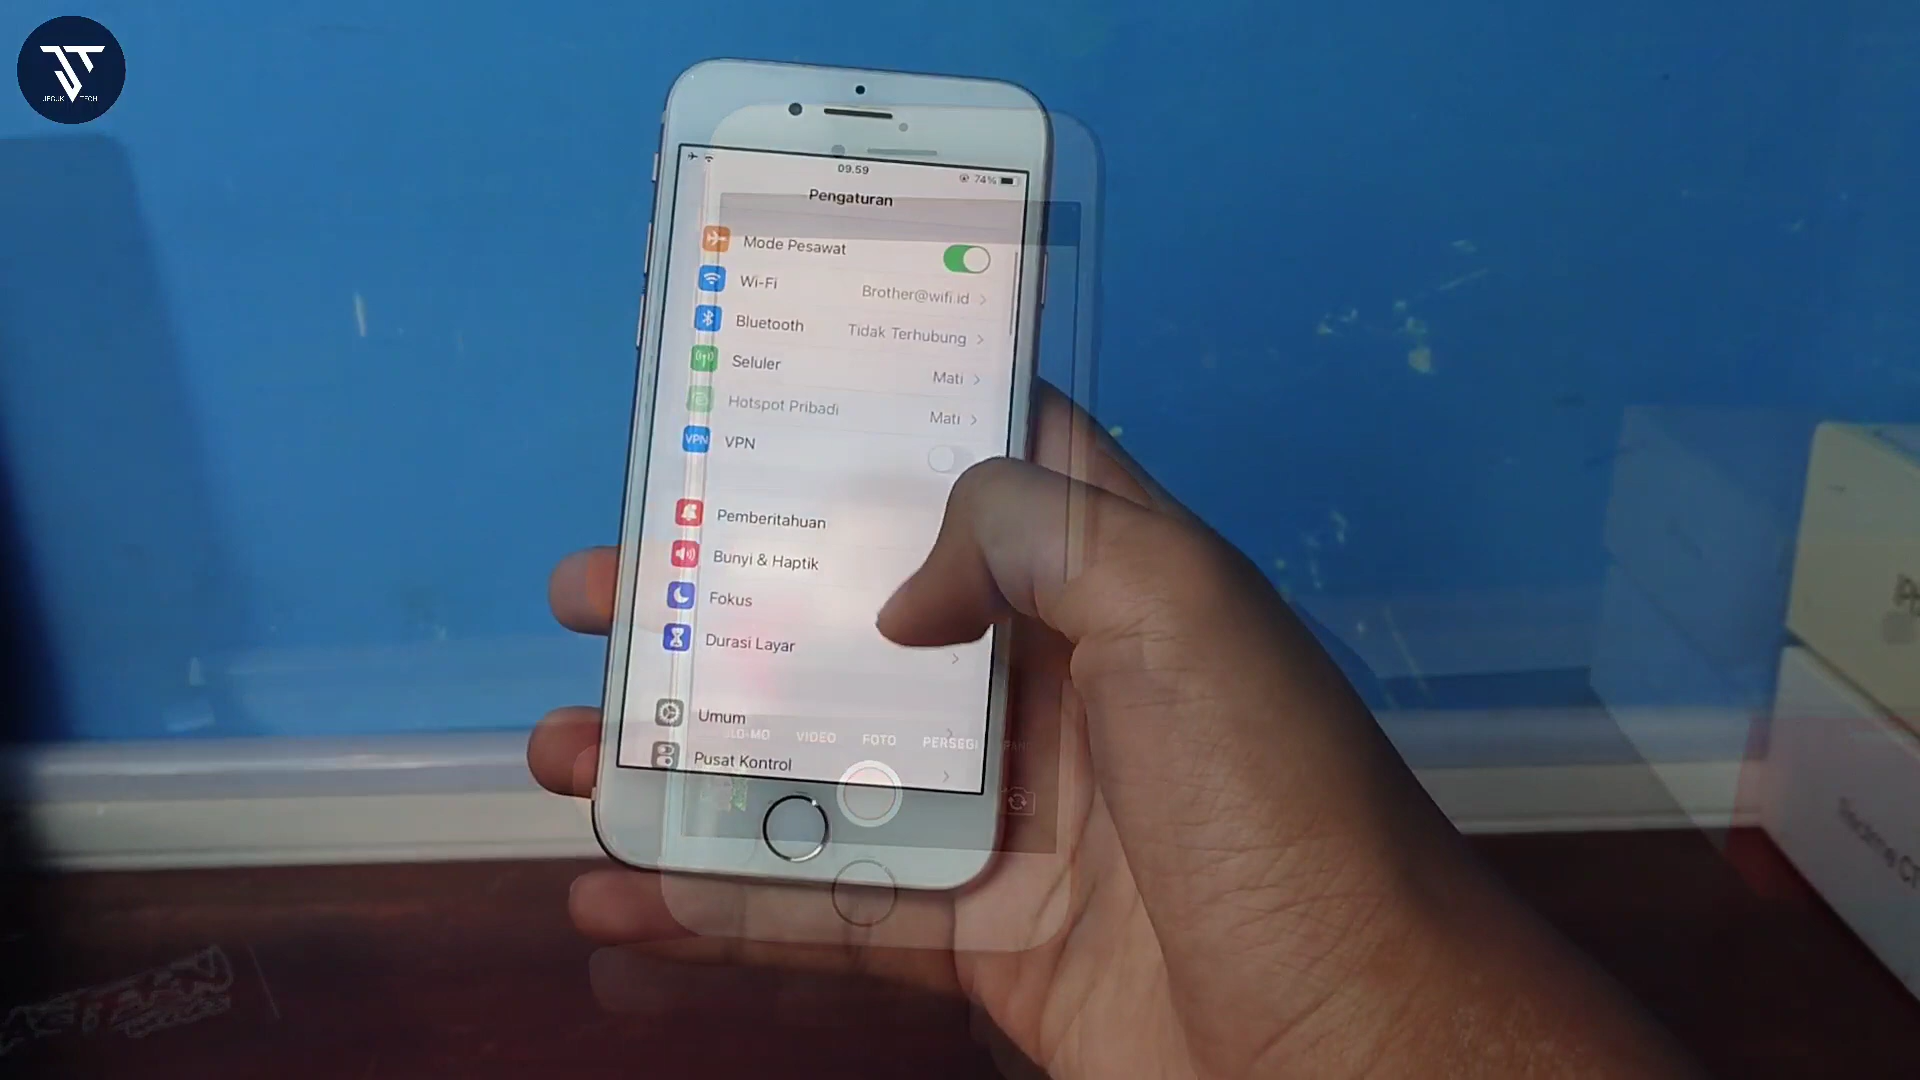 TECH
09.59
74%
Pengaturan
Mode Pesawat
Wi-Fi
Brother@wifi.id
Bluetooth
Tidak Terhubung
Seluler
Mati
Hotspot Pribadi
Mati
VPN
VPN
Pemberitahuan
Bunyi & Haptik
Fokus
Durasi Layar
Umum
VIDEO
FOTO
PERSEGI
Pusat Kontrol